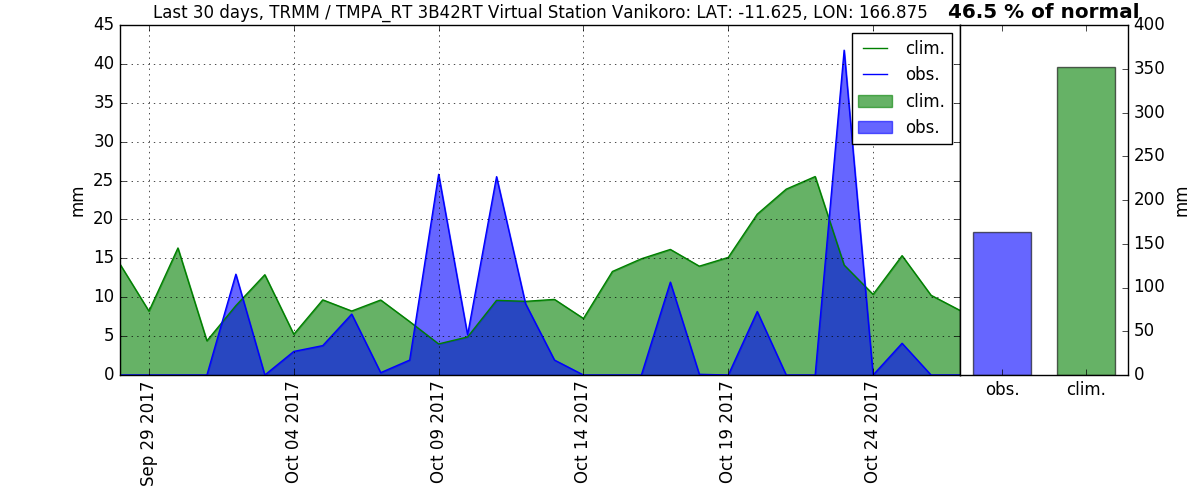 Last 30 days, TRMM / TMPA_RT 3B42RT Virtual Station Vanikoro: LAT: -11.625, LON: 166.875
46.5 % of normal
45
40
35
30
25
20
15
10
5
0
mm
clim.
obs.
clim.
obs.
Sep 29 2017
Oct 04 2017
Oct 09 2017
Oct 14 2017
Oct 19 2017
Oct 24 2017
400
350
300
250
200
150
100
50
0
mm
obs.
clim.